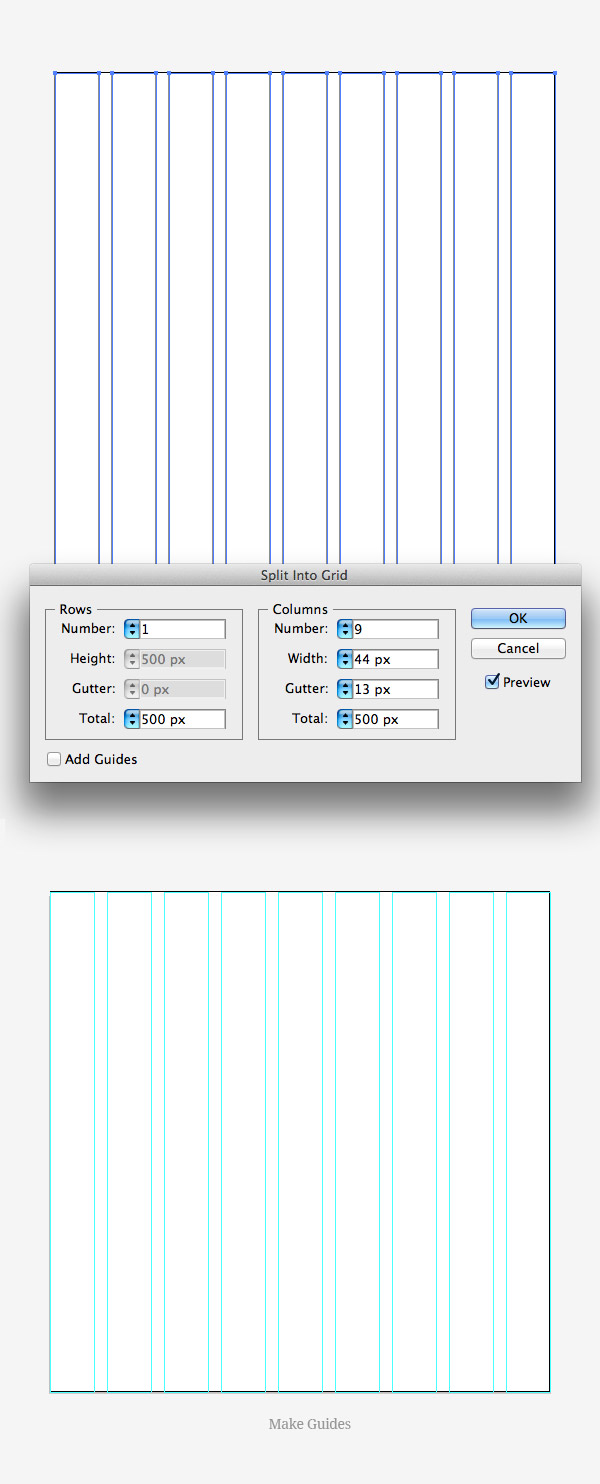 Split Into Grid
Rows
Number: 1
Height: 500 px
Gutter: 0 px
Total: 500 px
Columns
Number: 9
Width: 44 px
Gutter: 13 px
Total: 500 px
OK
Cancel
Preview
Add Guides
Make Guides